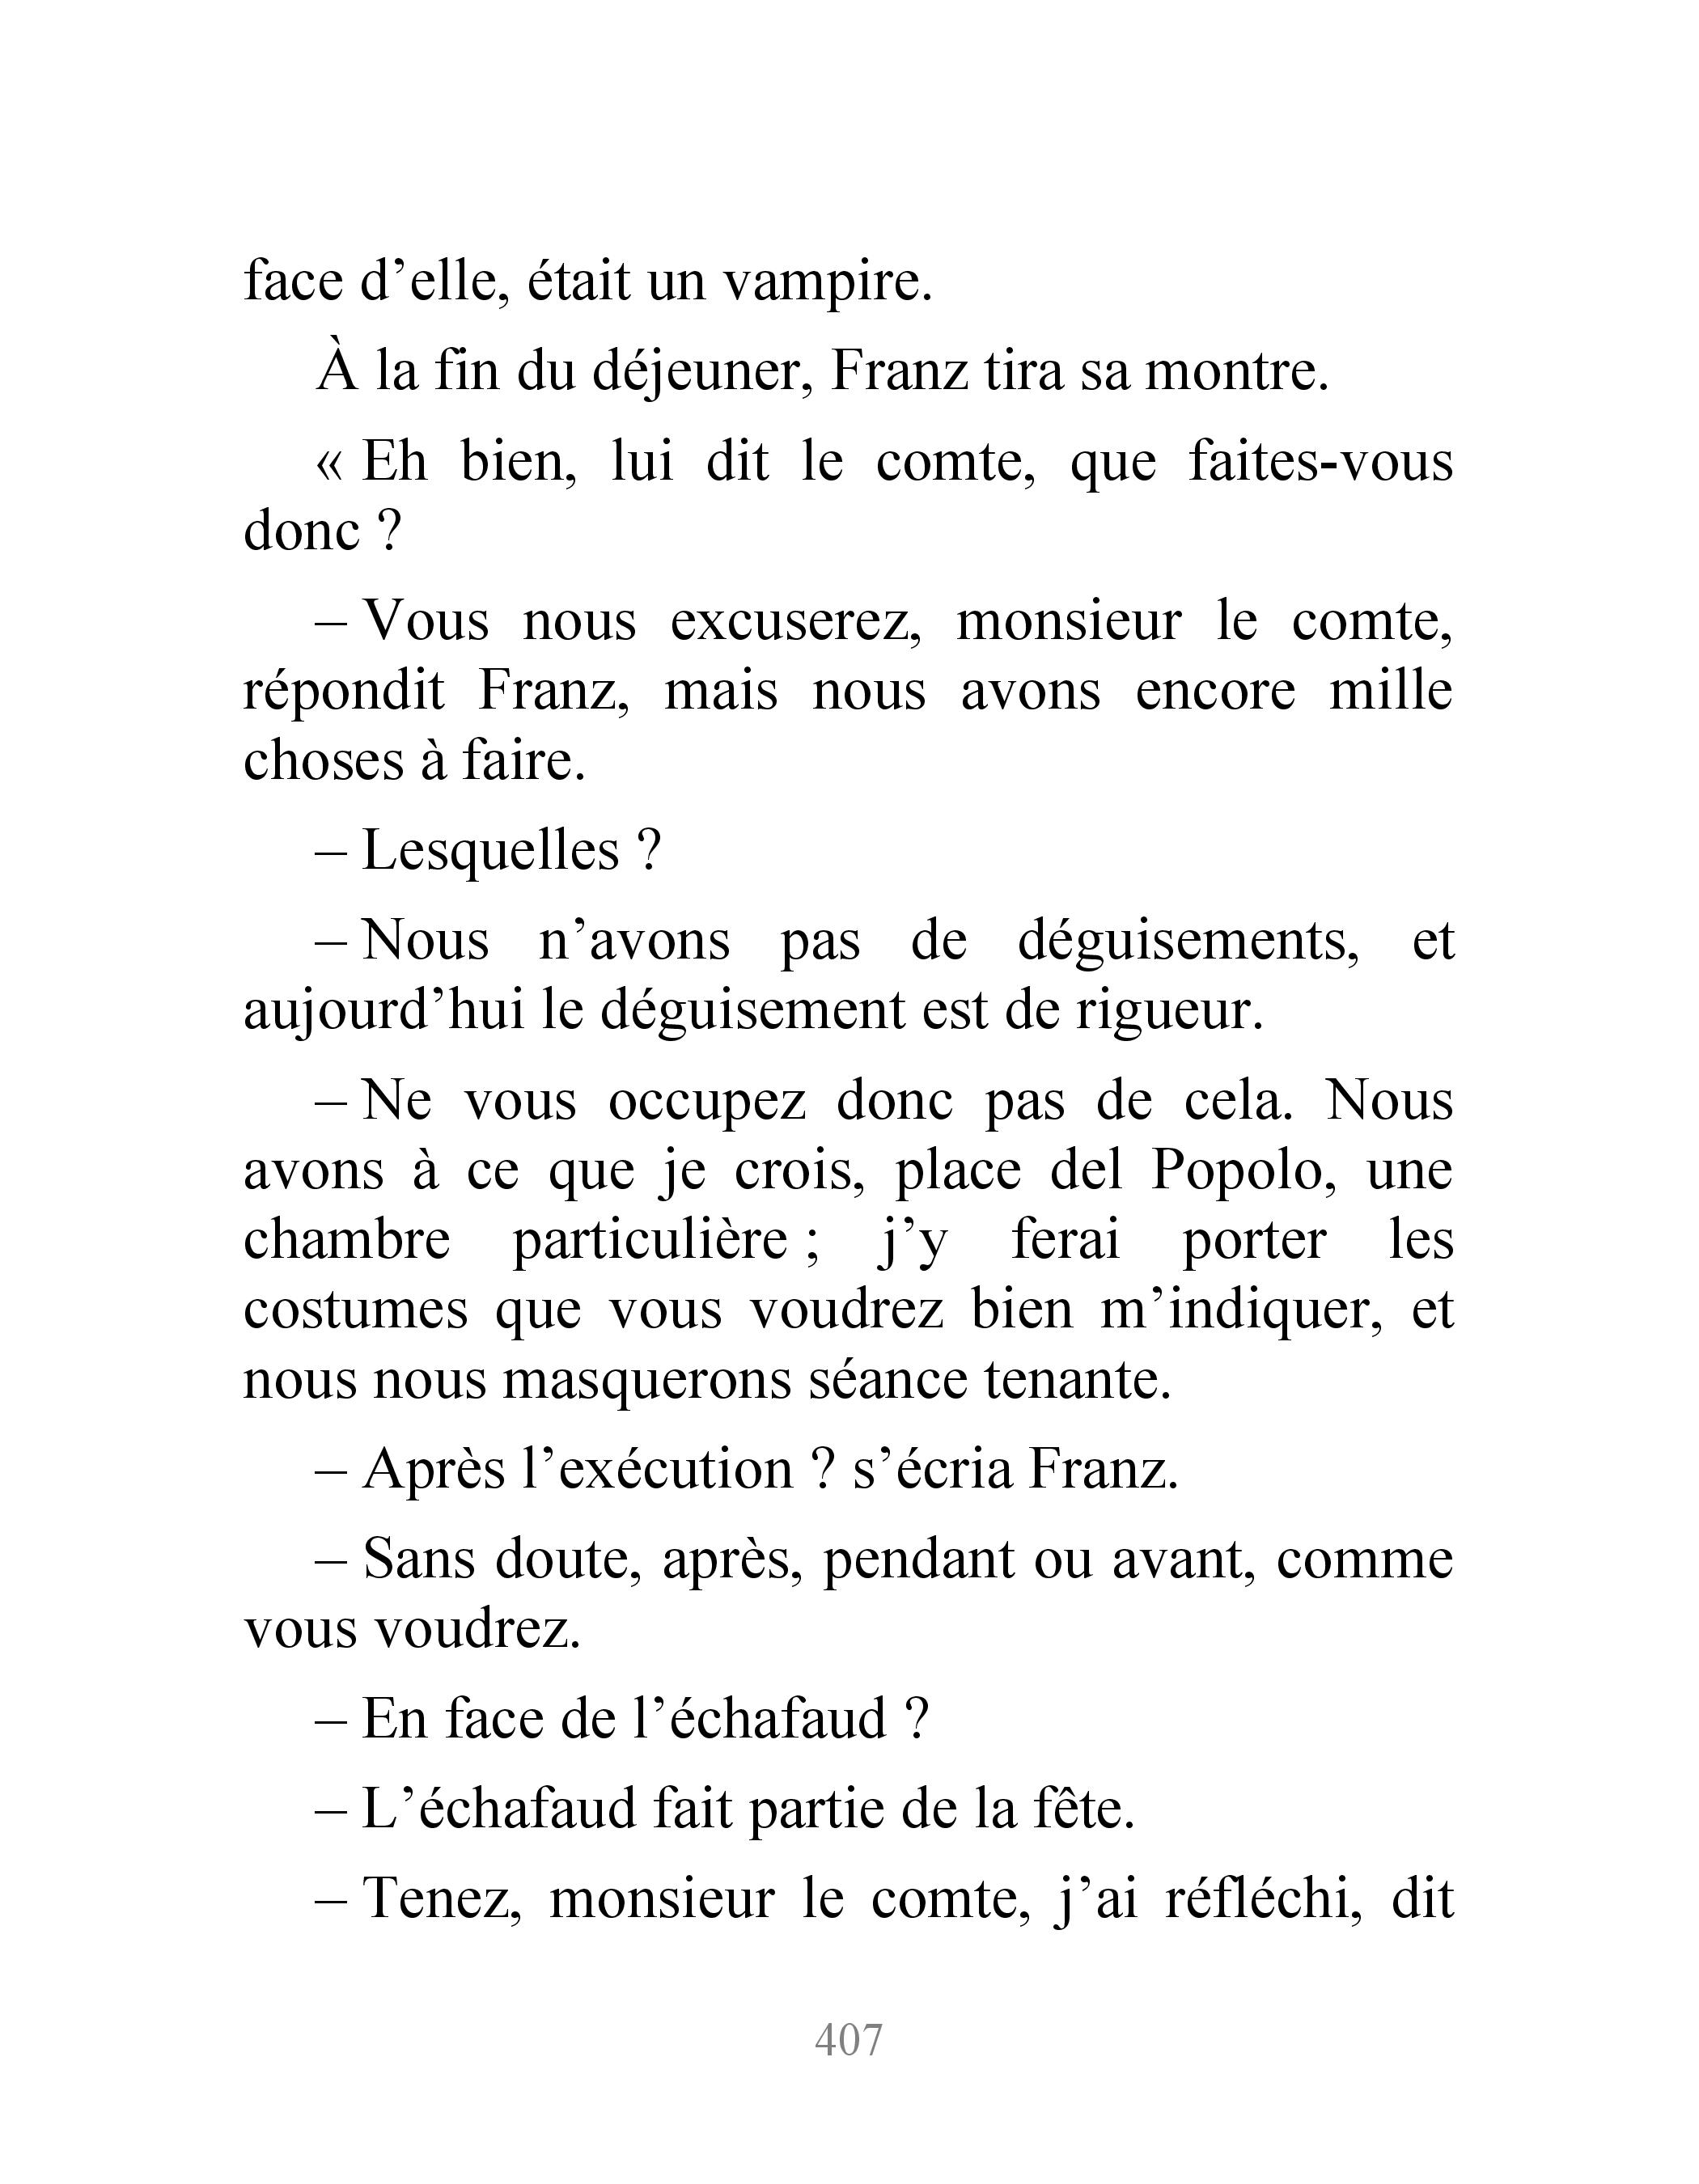 face d’elle, était un vampire.
À la fin du déjeuner, Franz tira sa montre.
« Eh bien, lui dit le comte, que faites-vous
donc ?
– Vous nous excuserez, monsieur le comte,
répondit Franz, mais nous avons encore mille
choses à faire.
– Lesquelles ?
– Nous n’avons pas de déguisements, et
aujourd’hui le déguisement est de rigueur.
– Ne vous occupez donc pas de cela. Nous
avons à ce que je crois, place del Popolo, une
chambre particulière ; j’y ferai porter les
costumes que vous voudrez bien m’indiquer, et
nous nous masquerons séance tenante.
– Après l’exécution ? s’écria Franz.
– Sans doute, après, pendant ou avant, comme
vous voudrez.
– En face de l’échafaud ?
– L’échafaud fait partie de la fête.
– Tenez, monsieur le comte, j’ai réfléchi, dit
407